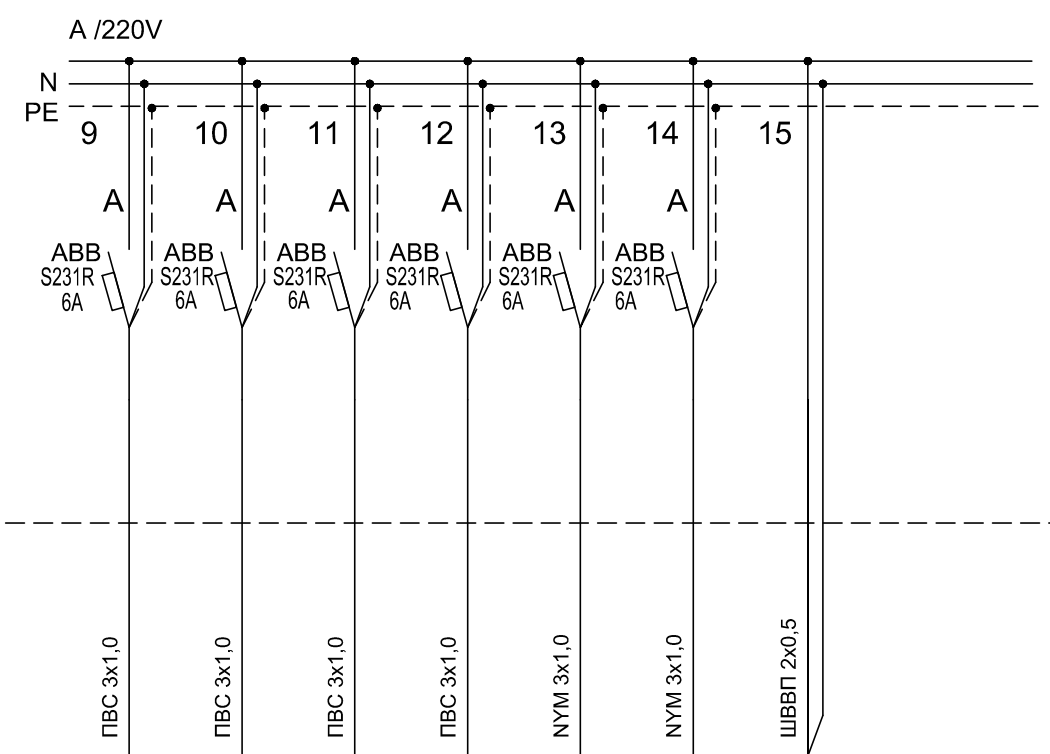 A /220V
N
PE
9 10 11 12 13 14 15
A A A A A A
ABB ABB ABB ABB ABB ABB
S231R S231R S231R S231R S231R S231R
6A 6A 6A 6A 6A 6A
ПВС 3х1,0
ПВС 3х1,0
ПВС 3х1,0
ПВС 3х1,0
NYM 3x1,0
NYM 3x1,0
ШВВП 2х0,5